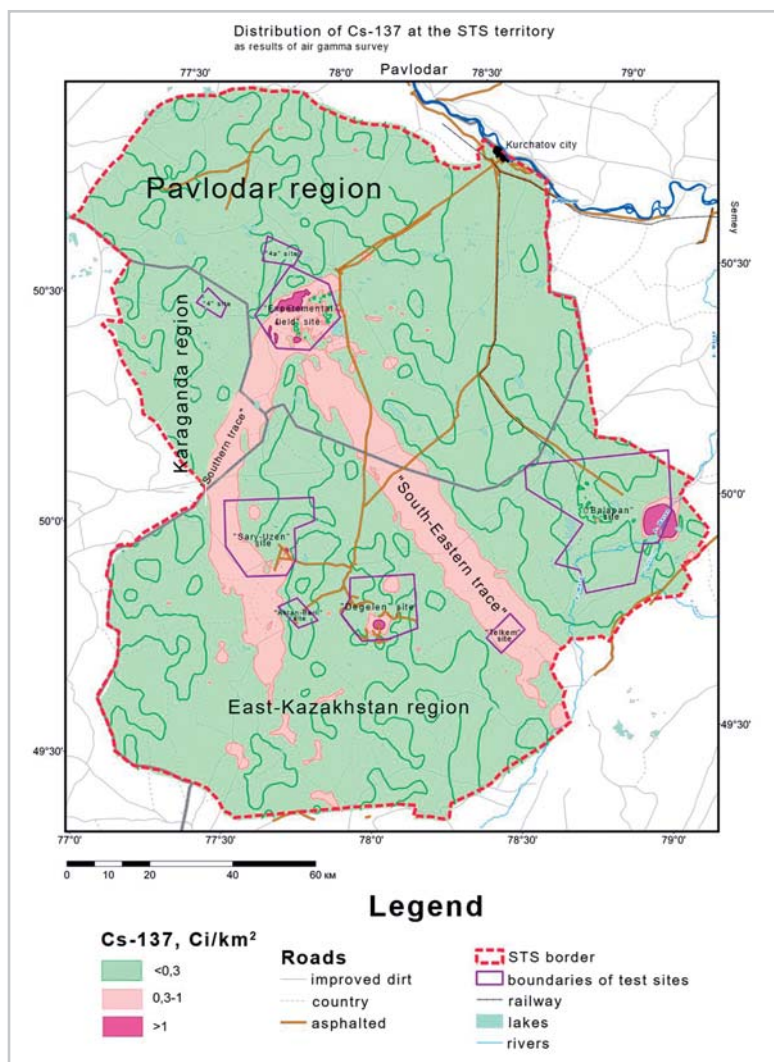 Distribution of Cs-137 at the STS territory
as results of air gamma survey
Pavlodar
77°30'
78°0'
78°30'
79°0'
Kurchatov city
Pavlodar region
Semey
"4a" site
50°30'
50°30'
"4" site
"Experemental
field" site
Karaganda region
"Southern trace"
50°0'
50°0'
"Balapan"
site
"Sary-Uzen"
site
"South-Eastern trace"
"Degelen" site
site
"Telkem"
site
East-Kazakhstan region
49°30'
49°30'
77°0'
77°30'
78°0'
78°30'
79°0'
0 10 20 40 60 км
Legend
Cs-137, Ci/km²
<0,3
0,3-1
>1
Roads
improved dirt
country
asphalted
STS border
boundaries of test sites
railway
lakes
rivers